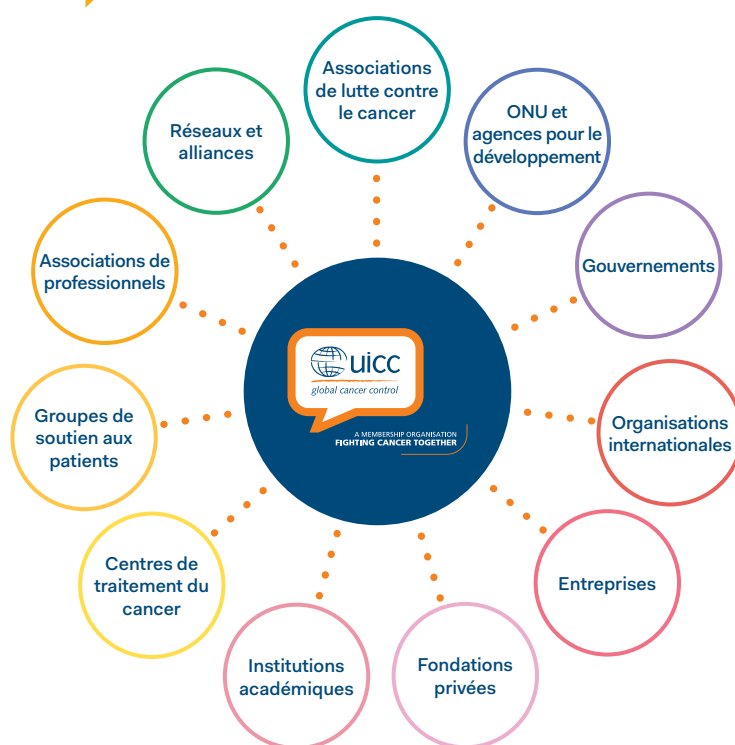 Associations
de lutte contre
le cancer
ONU et
agences pour le
développement
Gouvernements
Organisations
internationales
Entreprises
Fondations
privées
Institutions
académiques
Centres de
traitement du
cancer
Groupes de
soutien aux
patients
Associations de
professionnels
Réseaux et
alliances
uicc
global cancer control
A MEMBERSHIP ORGANISATION
FIGHTING CANCER TOGETHER